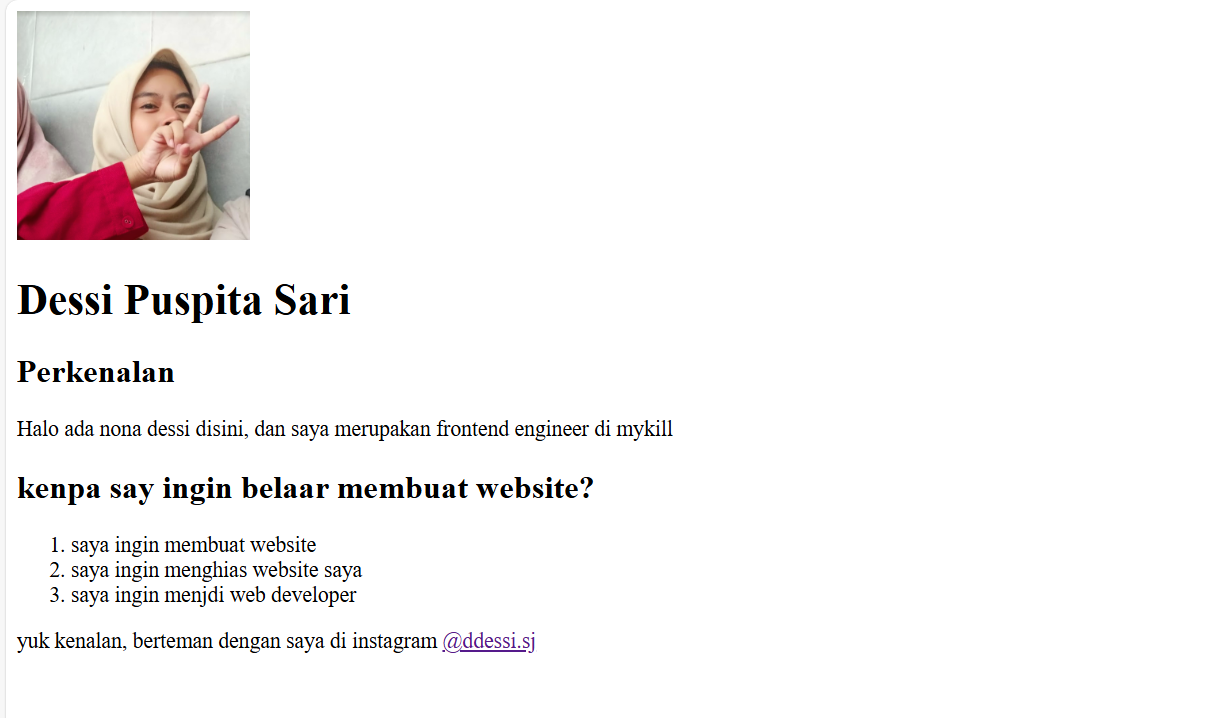 Dessi Puspita Sari
Perkenalan
Halo ada nona dessi disini, dan saya merupakan frontend engineer di mykill
kenpa say ingin belaar membuat website?
1. saya ingin membuat website
2. saya ingin menghias website saya
3. saya ingin menjdi web developer
yuk kenalan, berteman dengan saya di instagram @ddessi.sj